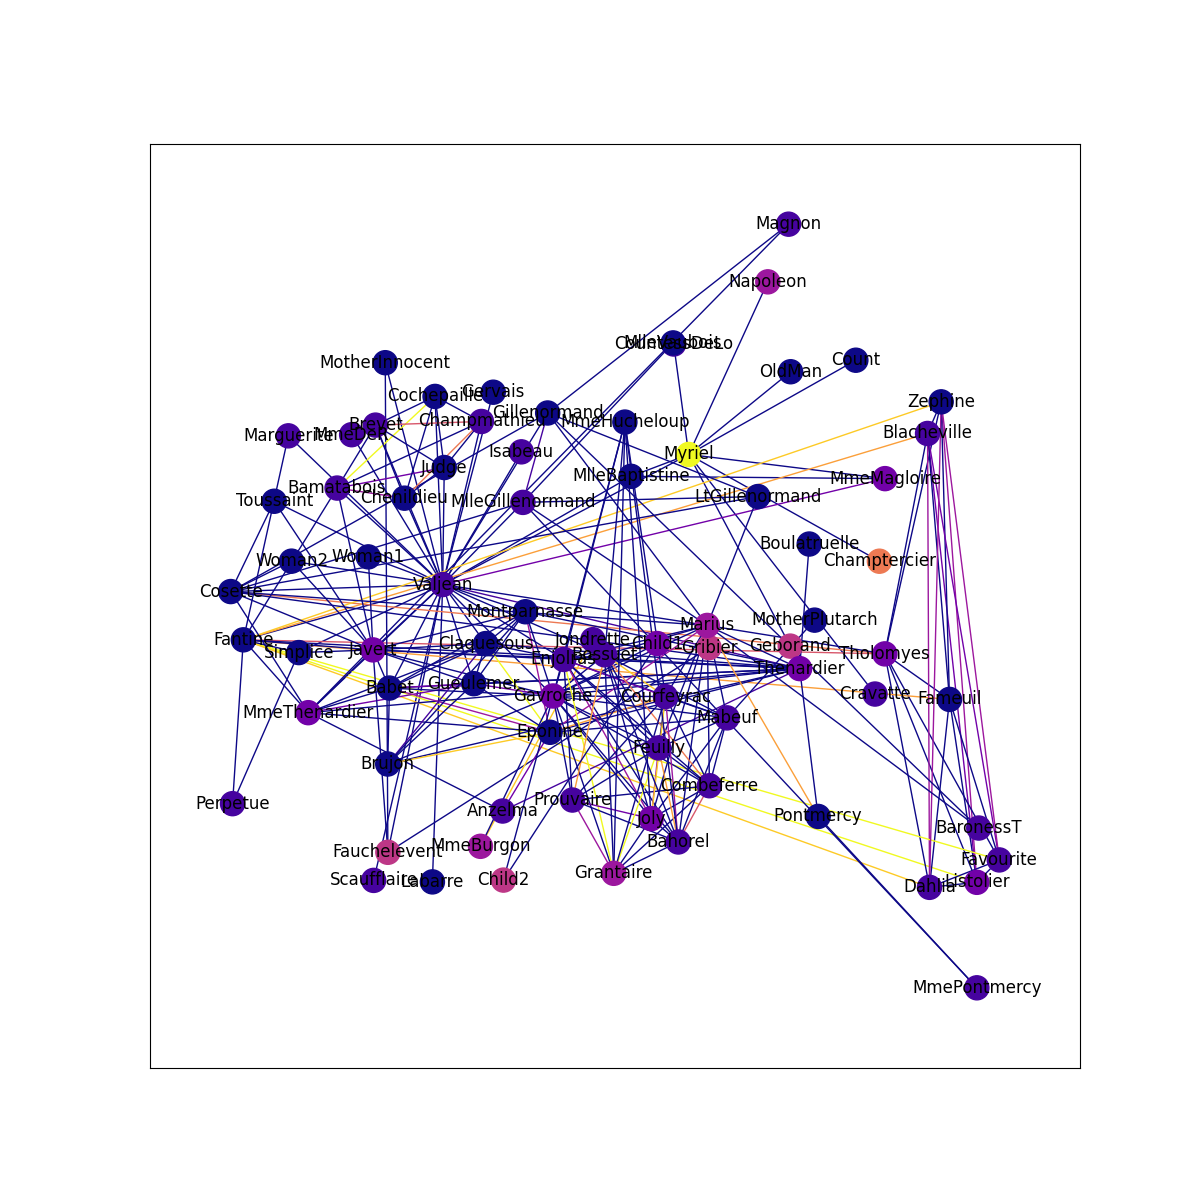 Magnon
Napoleon
MlleVaubois
CountessDeLo
MotherInnocent
Count
OldMan
Gervais
Cochepaille
Zephine
Gillenormand
Champmathieu
MmeHucheloup
Brevet
Blacheville
Marguerite
MmeDeR
Isabeau
Myriel
Judge
MlleBaptistine
MmeMagloire
Bamatabois
Chenildieu
LtGillenormand
Toussaint
MlleGillenormand
Boulatruelle
Woman1
Woman2
Champtercier
Valjean
Cosette
Montparnasse
MotherPlutarch
Marius
Fantine
Jondrette
Claquesous
Child1
Geborand
Gribier
Javert
Simplice
Bossuet
Tholomyes
Enjolras
Thenardier
Gueulemer
Babet
Cravatte
Gavroche
Courfeyrac
Fameuil
MmeThenardier
Mabeuf
Eponine
Feuilly
Brujon
Combeferre
Prouvaire
Perpetue
Anzelma
Pontmercy
Joly
BaronessT
Bahorel
MmeBurgon
Fauchelevent
Favourite
Grantaire
Scaufflaire
Labarre
Child2
Listolier
Dahlia
MmePontmercy